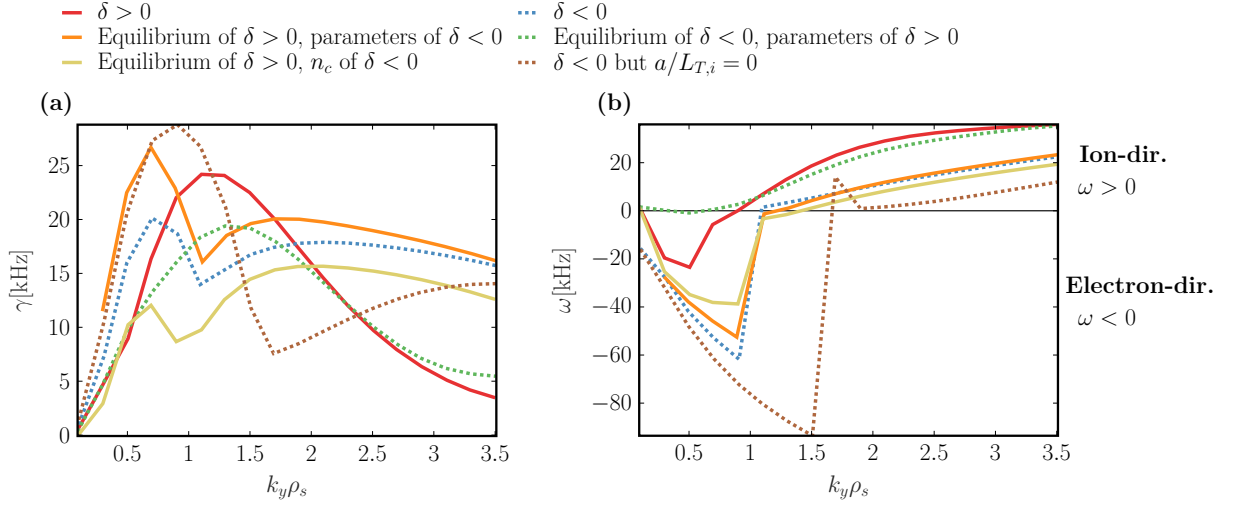 δ > 0
δ < 0
Equilibrium of δ > 0, parameters of δ < 0
Equilibrium of δ < 0, parameters of δ > 0
Equilibrium of δ > 0, n_c of δ < 0
δ < 0 but a/L_{T,i} = 0
(a)
(b)
25
20
15
10
5
0
γ[kHz]
0.5 1 1.5 2 2.5 3 3.5
k_yρ_s
20
0
−20
−40
−60
−80
ω[kHz]
0.5 1 1.5 2 2.5 3 3.5
k_yρ_s
Ion-dir.
ω > 0
Electron-dir.
ω < 0